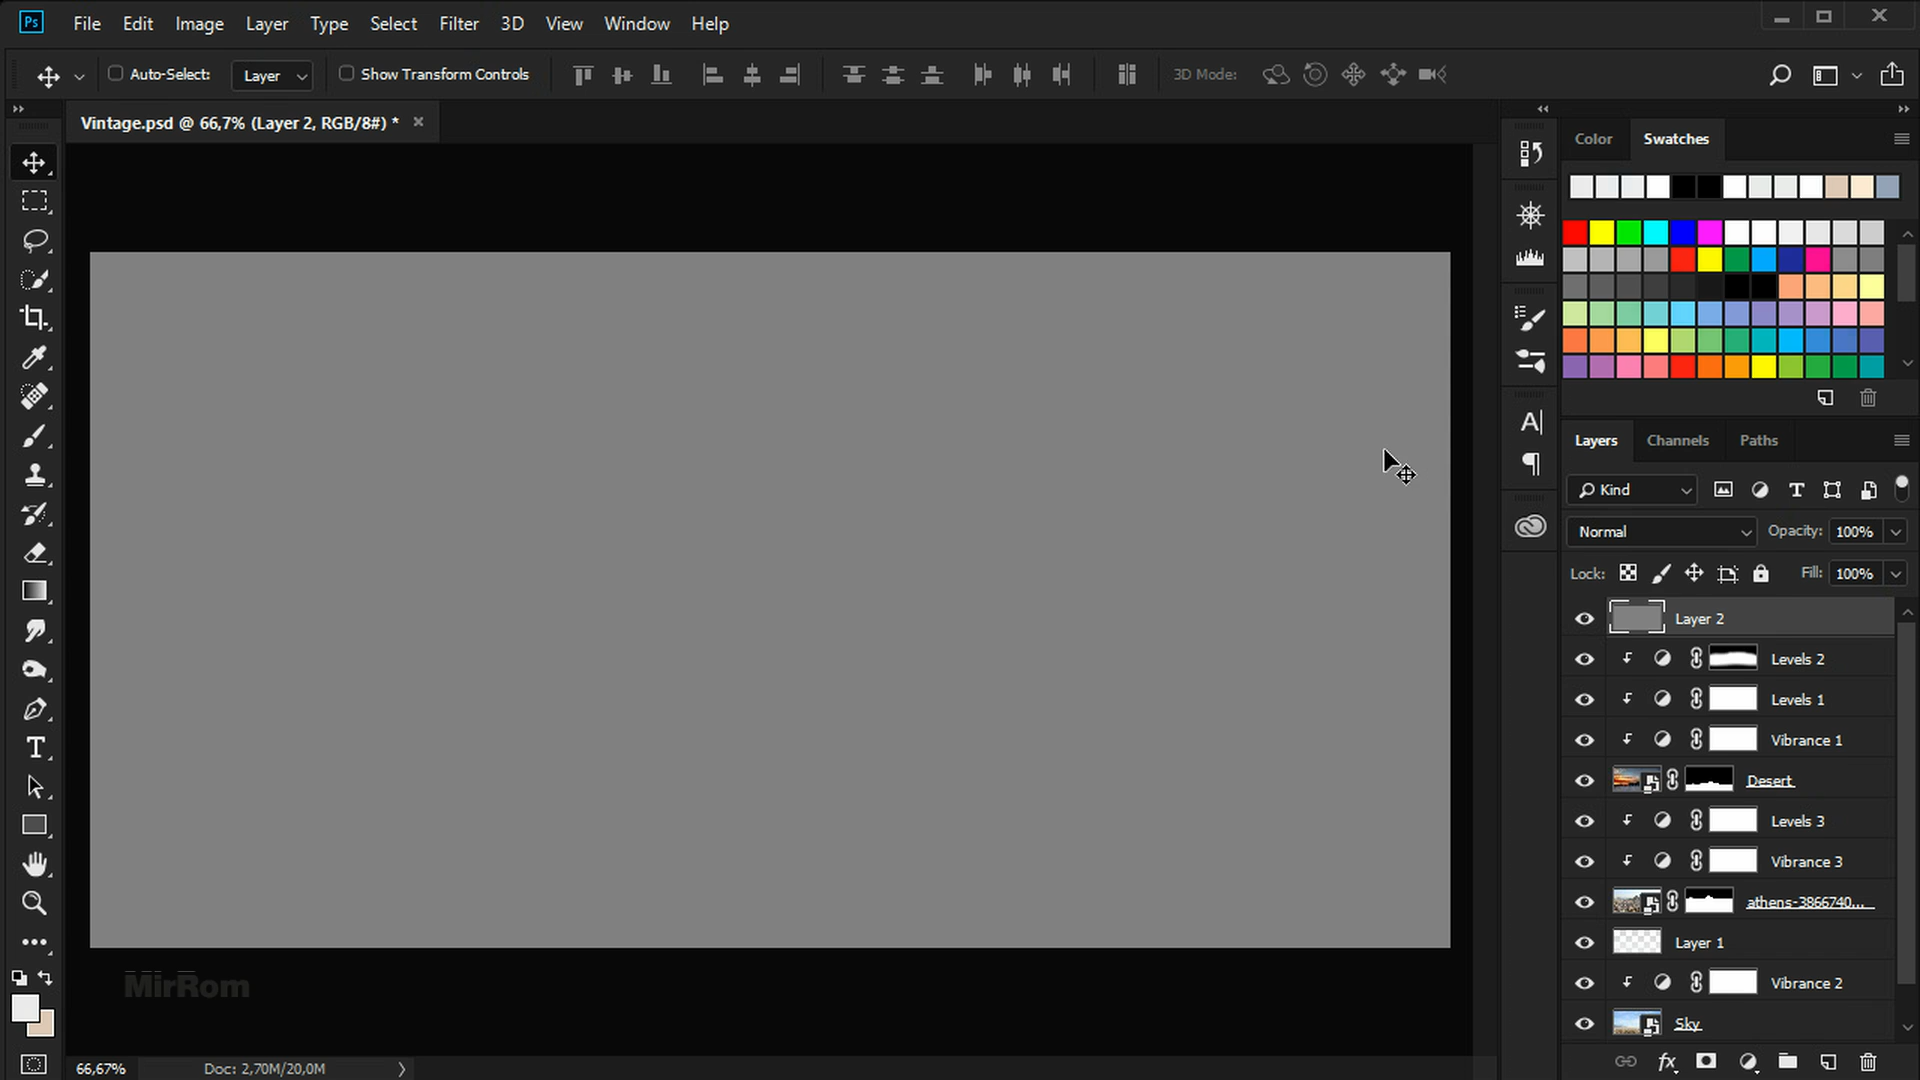 Ps File Edit Image Layer Type Select Filter 3D View Window Help
Auto-Select: Layer Show Transform Controls 3D Mode:
Vintage.psd @ 66,7% (Layer 2, RGB/8#) *
Color Swatches
Layers Channels Paths
Kind
Normal Opacity: 100%
Lock: Fill: 100%
Layer 2
Levels 2
Levels 1
Vibrance 1
Desert
Levels 3
Vibrance 3
athens-3866740...
Layer 1
Vibrance 2
Sky
MirRom
66,67% Doc: 2,70M/20,0M